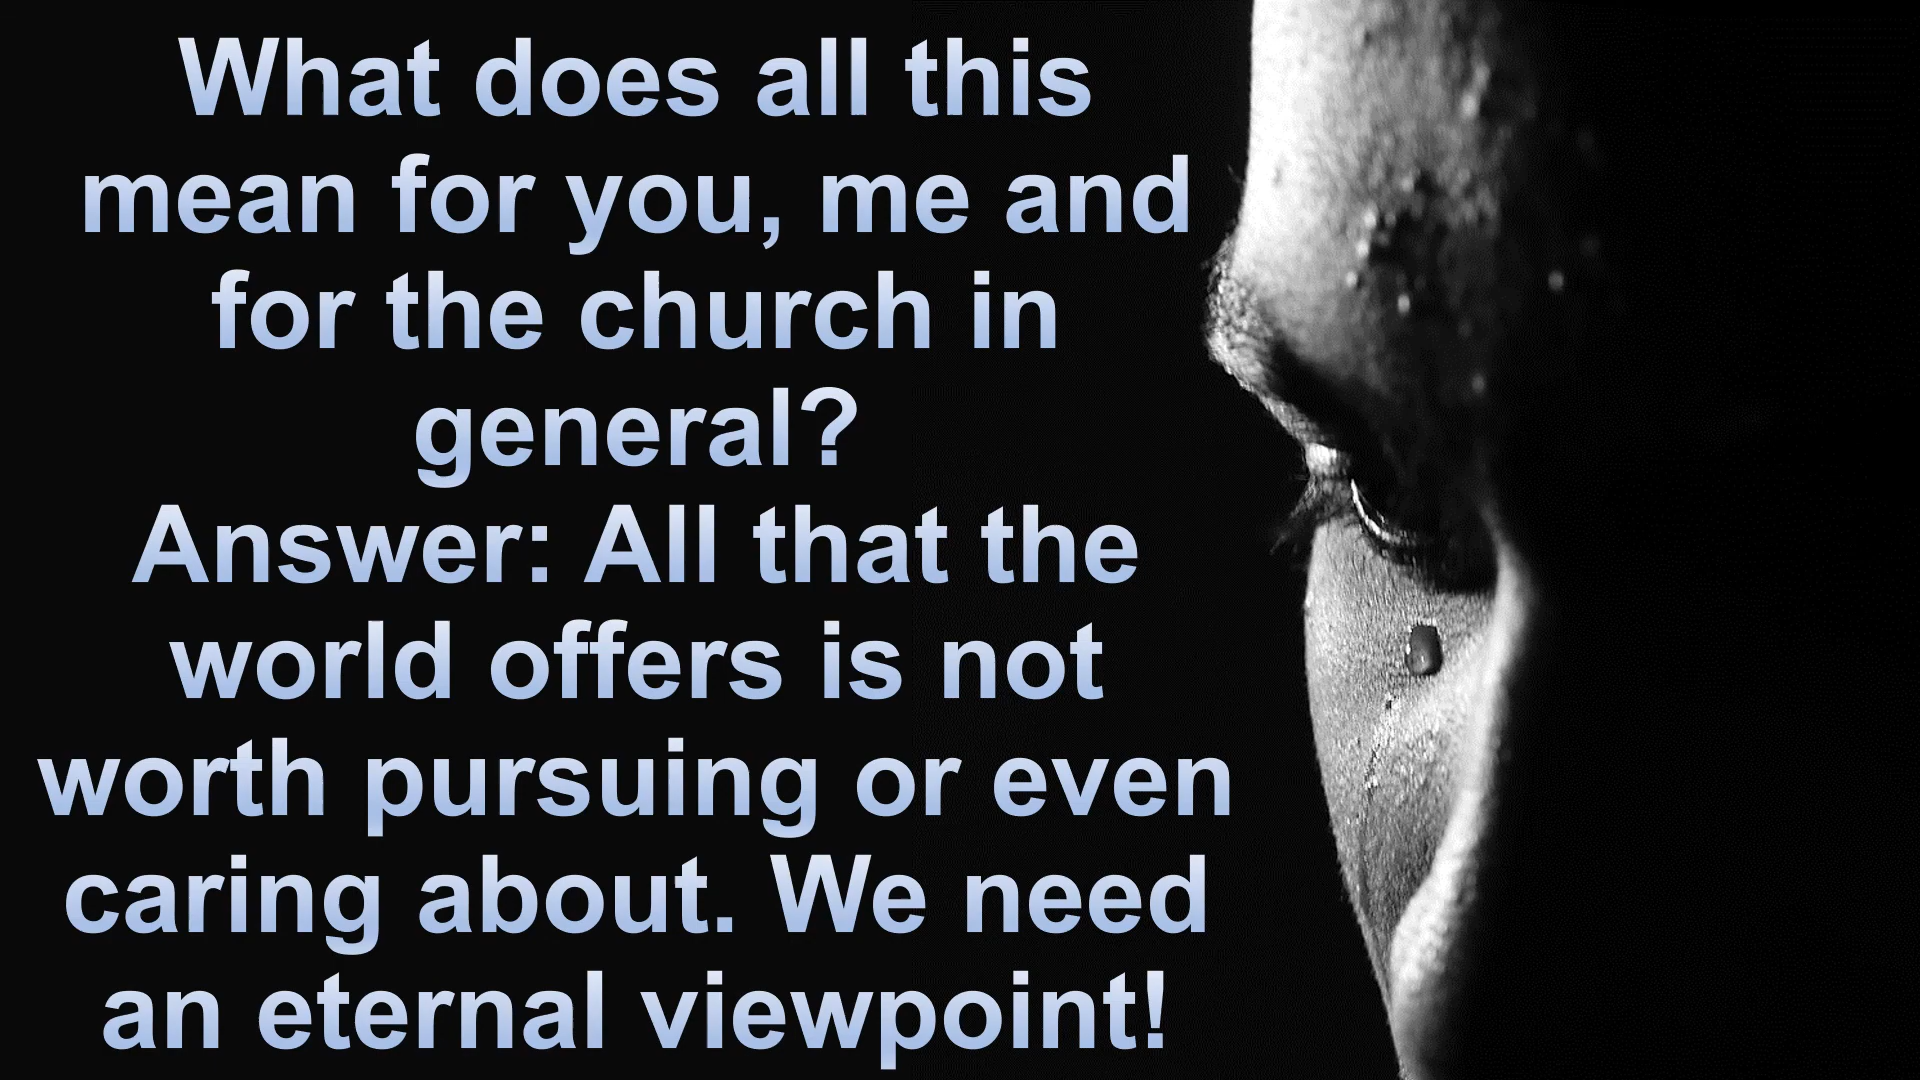 What does all this
mean for you, me and
for the church in
general?
Answer: All that the
world offers is not
worth pursuing or even
caring about. We need
an eternal viewpoint!